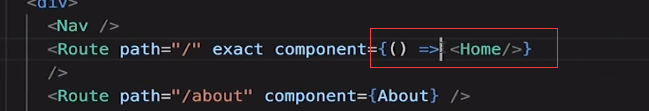 <div>
<Nav />
<Route path="/" exact component={() => <Home/>}
/>
<Route path="/about" component={About} />